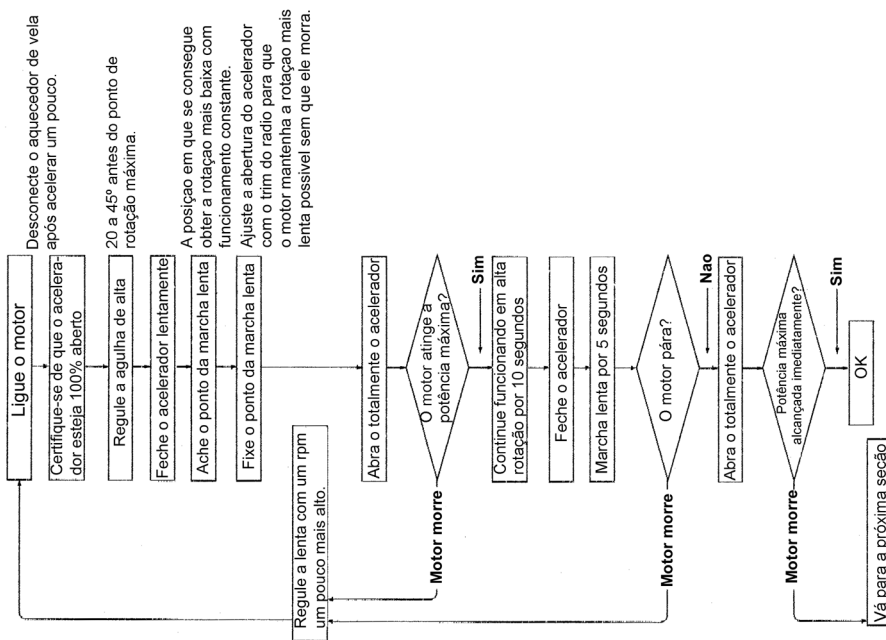 Ligue o motor
Desconecte o aquecedor de vela
após acelerar um pouco.
Certifique-se de que o acelera-
dor esteja 100% aberto
Regule a agulha de alta
20 a 45º antes do ponto de
rotação máxima.
Feche o acelerador lentamente
Ache o ponto da marcha lenta
A posiçao em que se consegue
obter a rotaçao mais baixa com
funcionamento constante.
Fixe o ponto da marcha lenta
Ajuste a abertura do acelerador
com o trim do radio para que
o motor mantenha a rotaçao mais
lenta possivel sem que ele morra.
Regule a lenta com um rpm
um pouco mais alto.
Abra o totalmente o acelerador
O motor atinge a
potência máxima?
Motor morre
Sim
Continue funcionando em alta
rotação por 10 segundos
Feche o acelerador
Marcha lenta por 5 segundos
O motor pára?
Motor morre
Nao
Abra o totalmente o acelerador
Potência máxima
alcançada imediatamente?
Motor morre
Sim
OK
Vá para a próxima secão